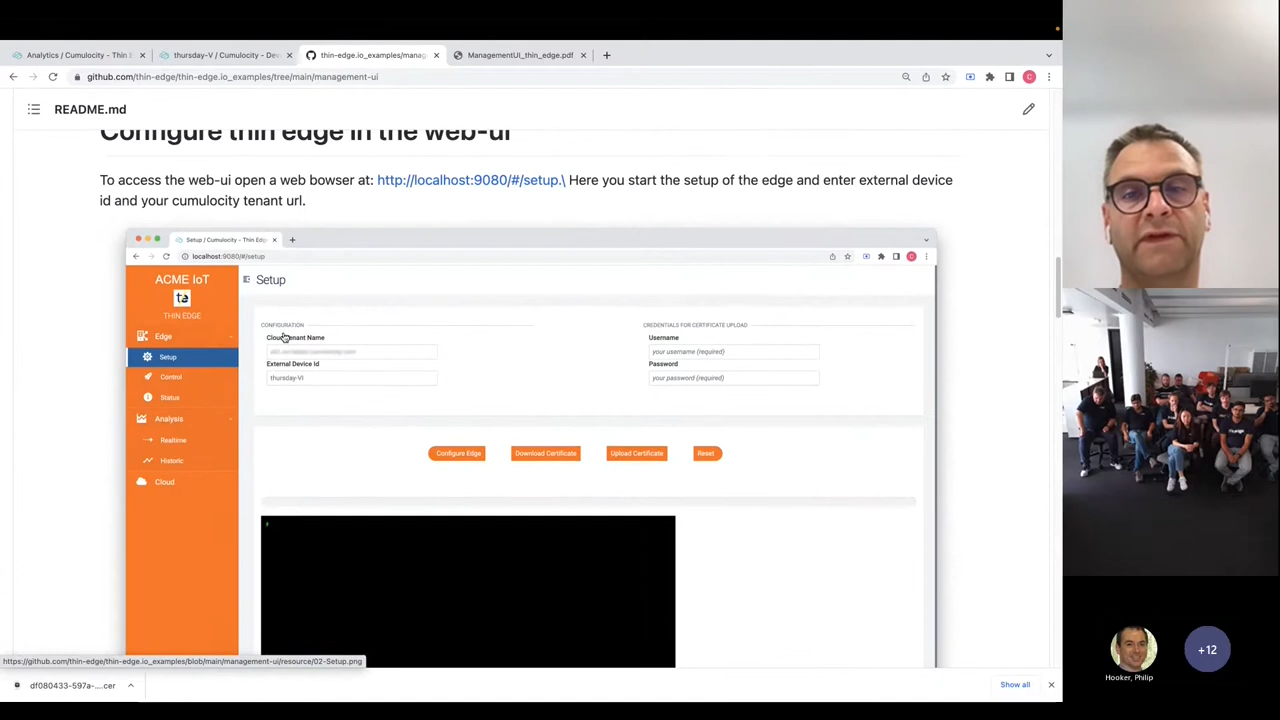 Analytics / Cumulocity - Thin E
thursday-V / Cumulocity - Dev
thin-edge.io_examples/manag
ManagementUI_thin_edge.pdf
github.com/thin-edge/thin-edge.io_examples/tree/main/management-ui
C
README.md
Configure thin edge in the web-ui
To access the web-ui open a web bowser at: http://localhost:9080/#/setup.\ Here you start the setup of the edge and enter external device
id and your cumulocity tenant url.
Setup / Cumulocity - Thin Edg
localhost:9080/#/setup
ACME IoT
te
THIN EDGE
Edge
Setup
Control
Status
Analysis
Realtime
Historic
Cloud
Setup
CONFIGURATION
Cloud Tenant Name
External Device Id
thursday-VI
CREDENTIALS FOR CERTIFICATE UPLOAD
Username
your username (required)
Password
your password (required)
Configure Edge
Download Certificate
Upload Certificate
Reset
#
https://github.com/thin-edge/thin-edge.io_examples/blob/main/management-ui/resource/02-Setup.png
df080433-597a-....cer
Show all
+12
Hooker, Philip